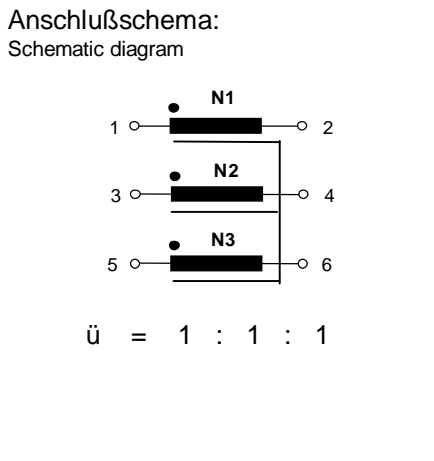 Anschlußschema:
Schematic diagram
N1
1 2
N2
3 4
N3
5 6
ü = 1 : 1 : 1